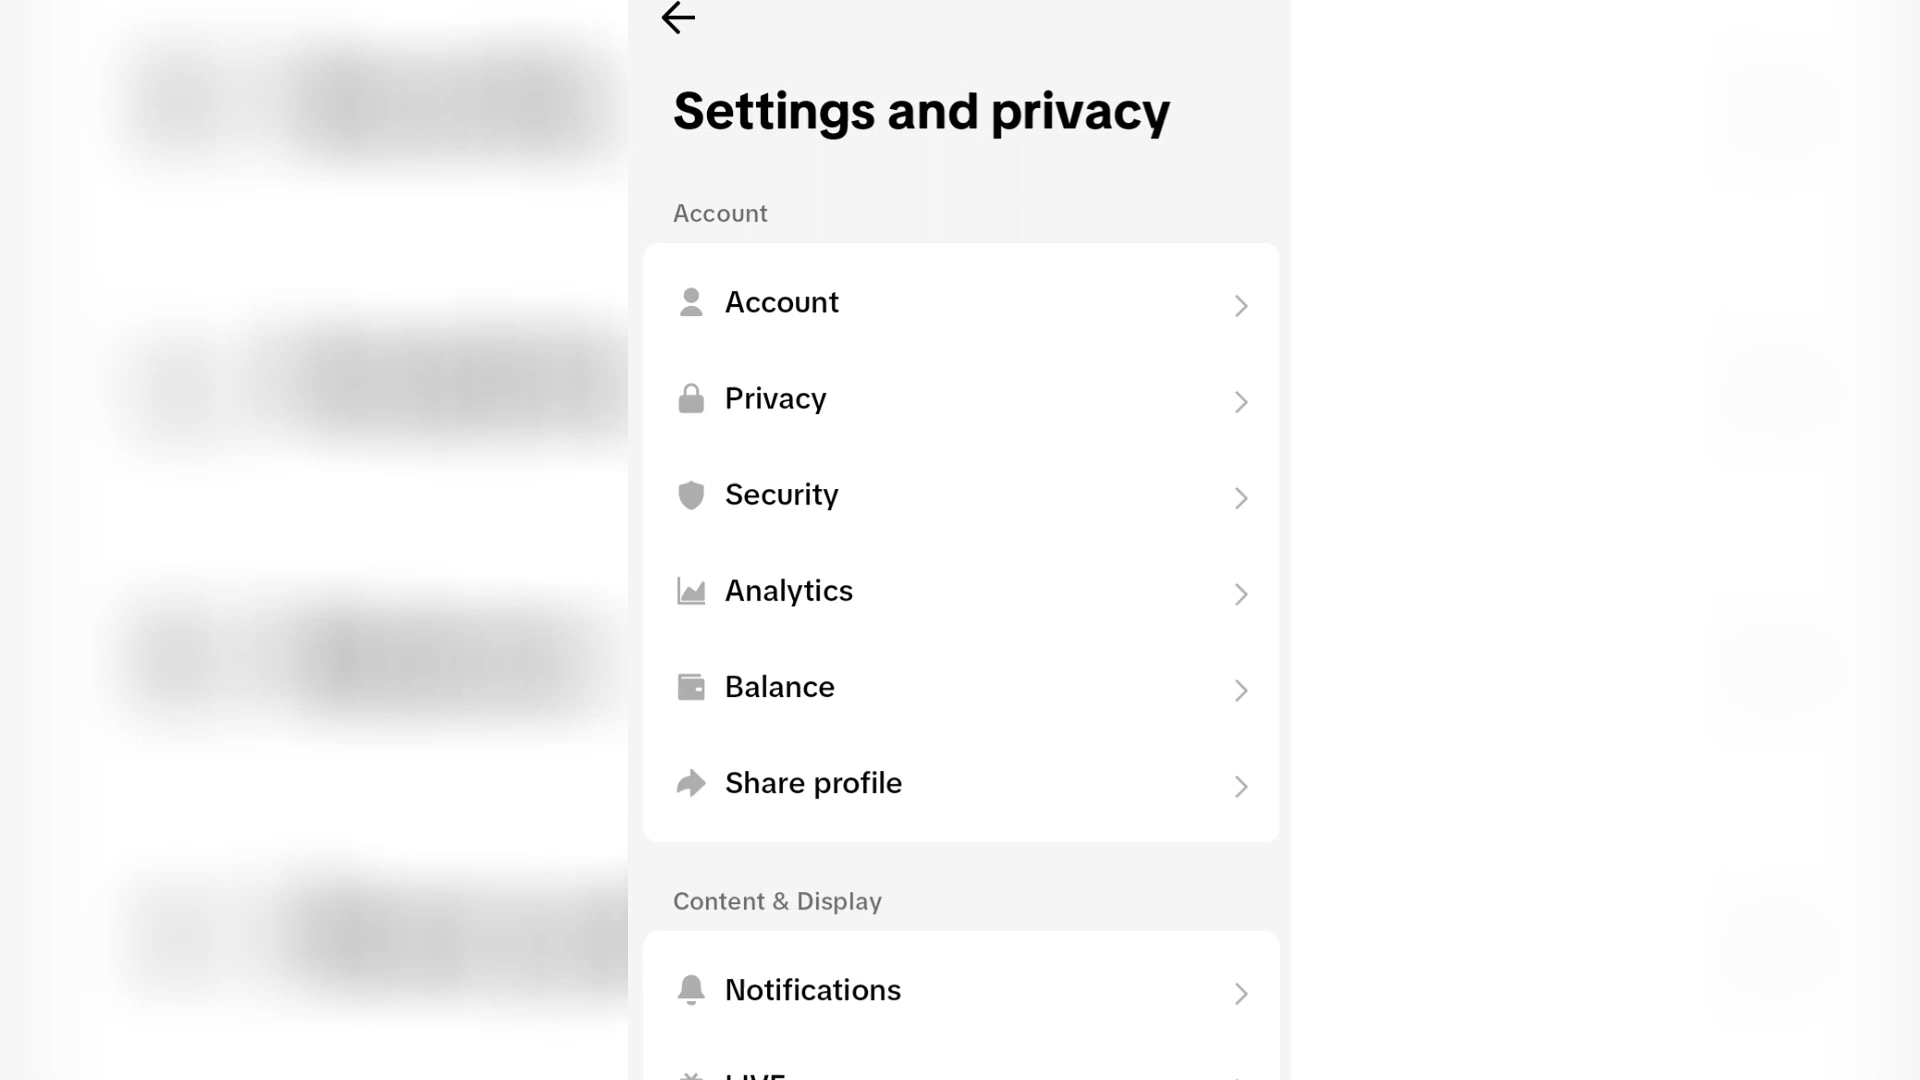 Settings and privacy
Account
Account
Privacy
Security
Analytics
Balance
Share profile
Content & Display
Notifications
LIVE